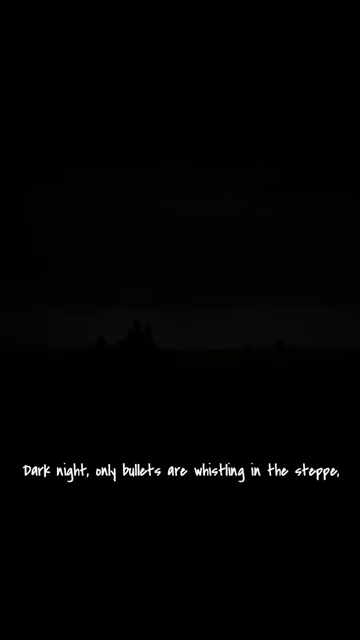 Dark night, only bullets are whistling in the steppe,